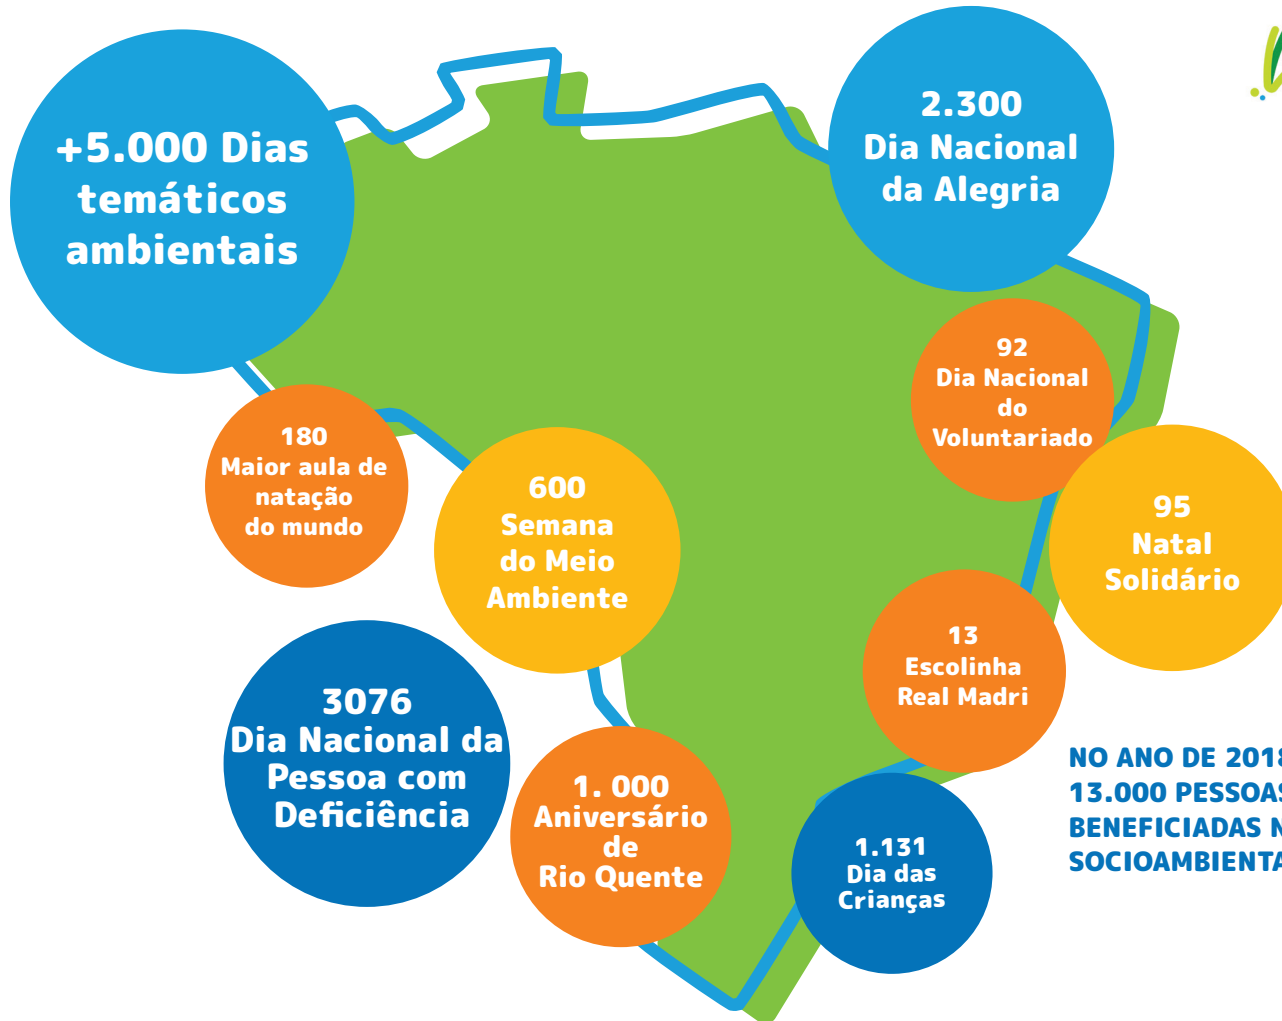 +5.000 Dias
temáticos
ambientais
2.300
Dia Nacional
da Alegria
92
Dia Nacional
do
Voluntariado
180
Maior aula de
natação
do mundo
600
Semana
do Meio
Ambiente
95
Natal
Solidário
13
Escolinha
Real Madri
3076
Dia Nacional da
Pessoa com
Deficiência
1. 000
Aniversário
de
Rio Quente
1.131
Dia das
Crianças
NO ANO DE 2018
13.000 PESSOAS
BENEFICIADAS N
SOCIOAMBIENTA